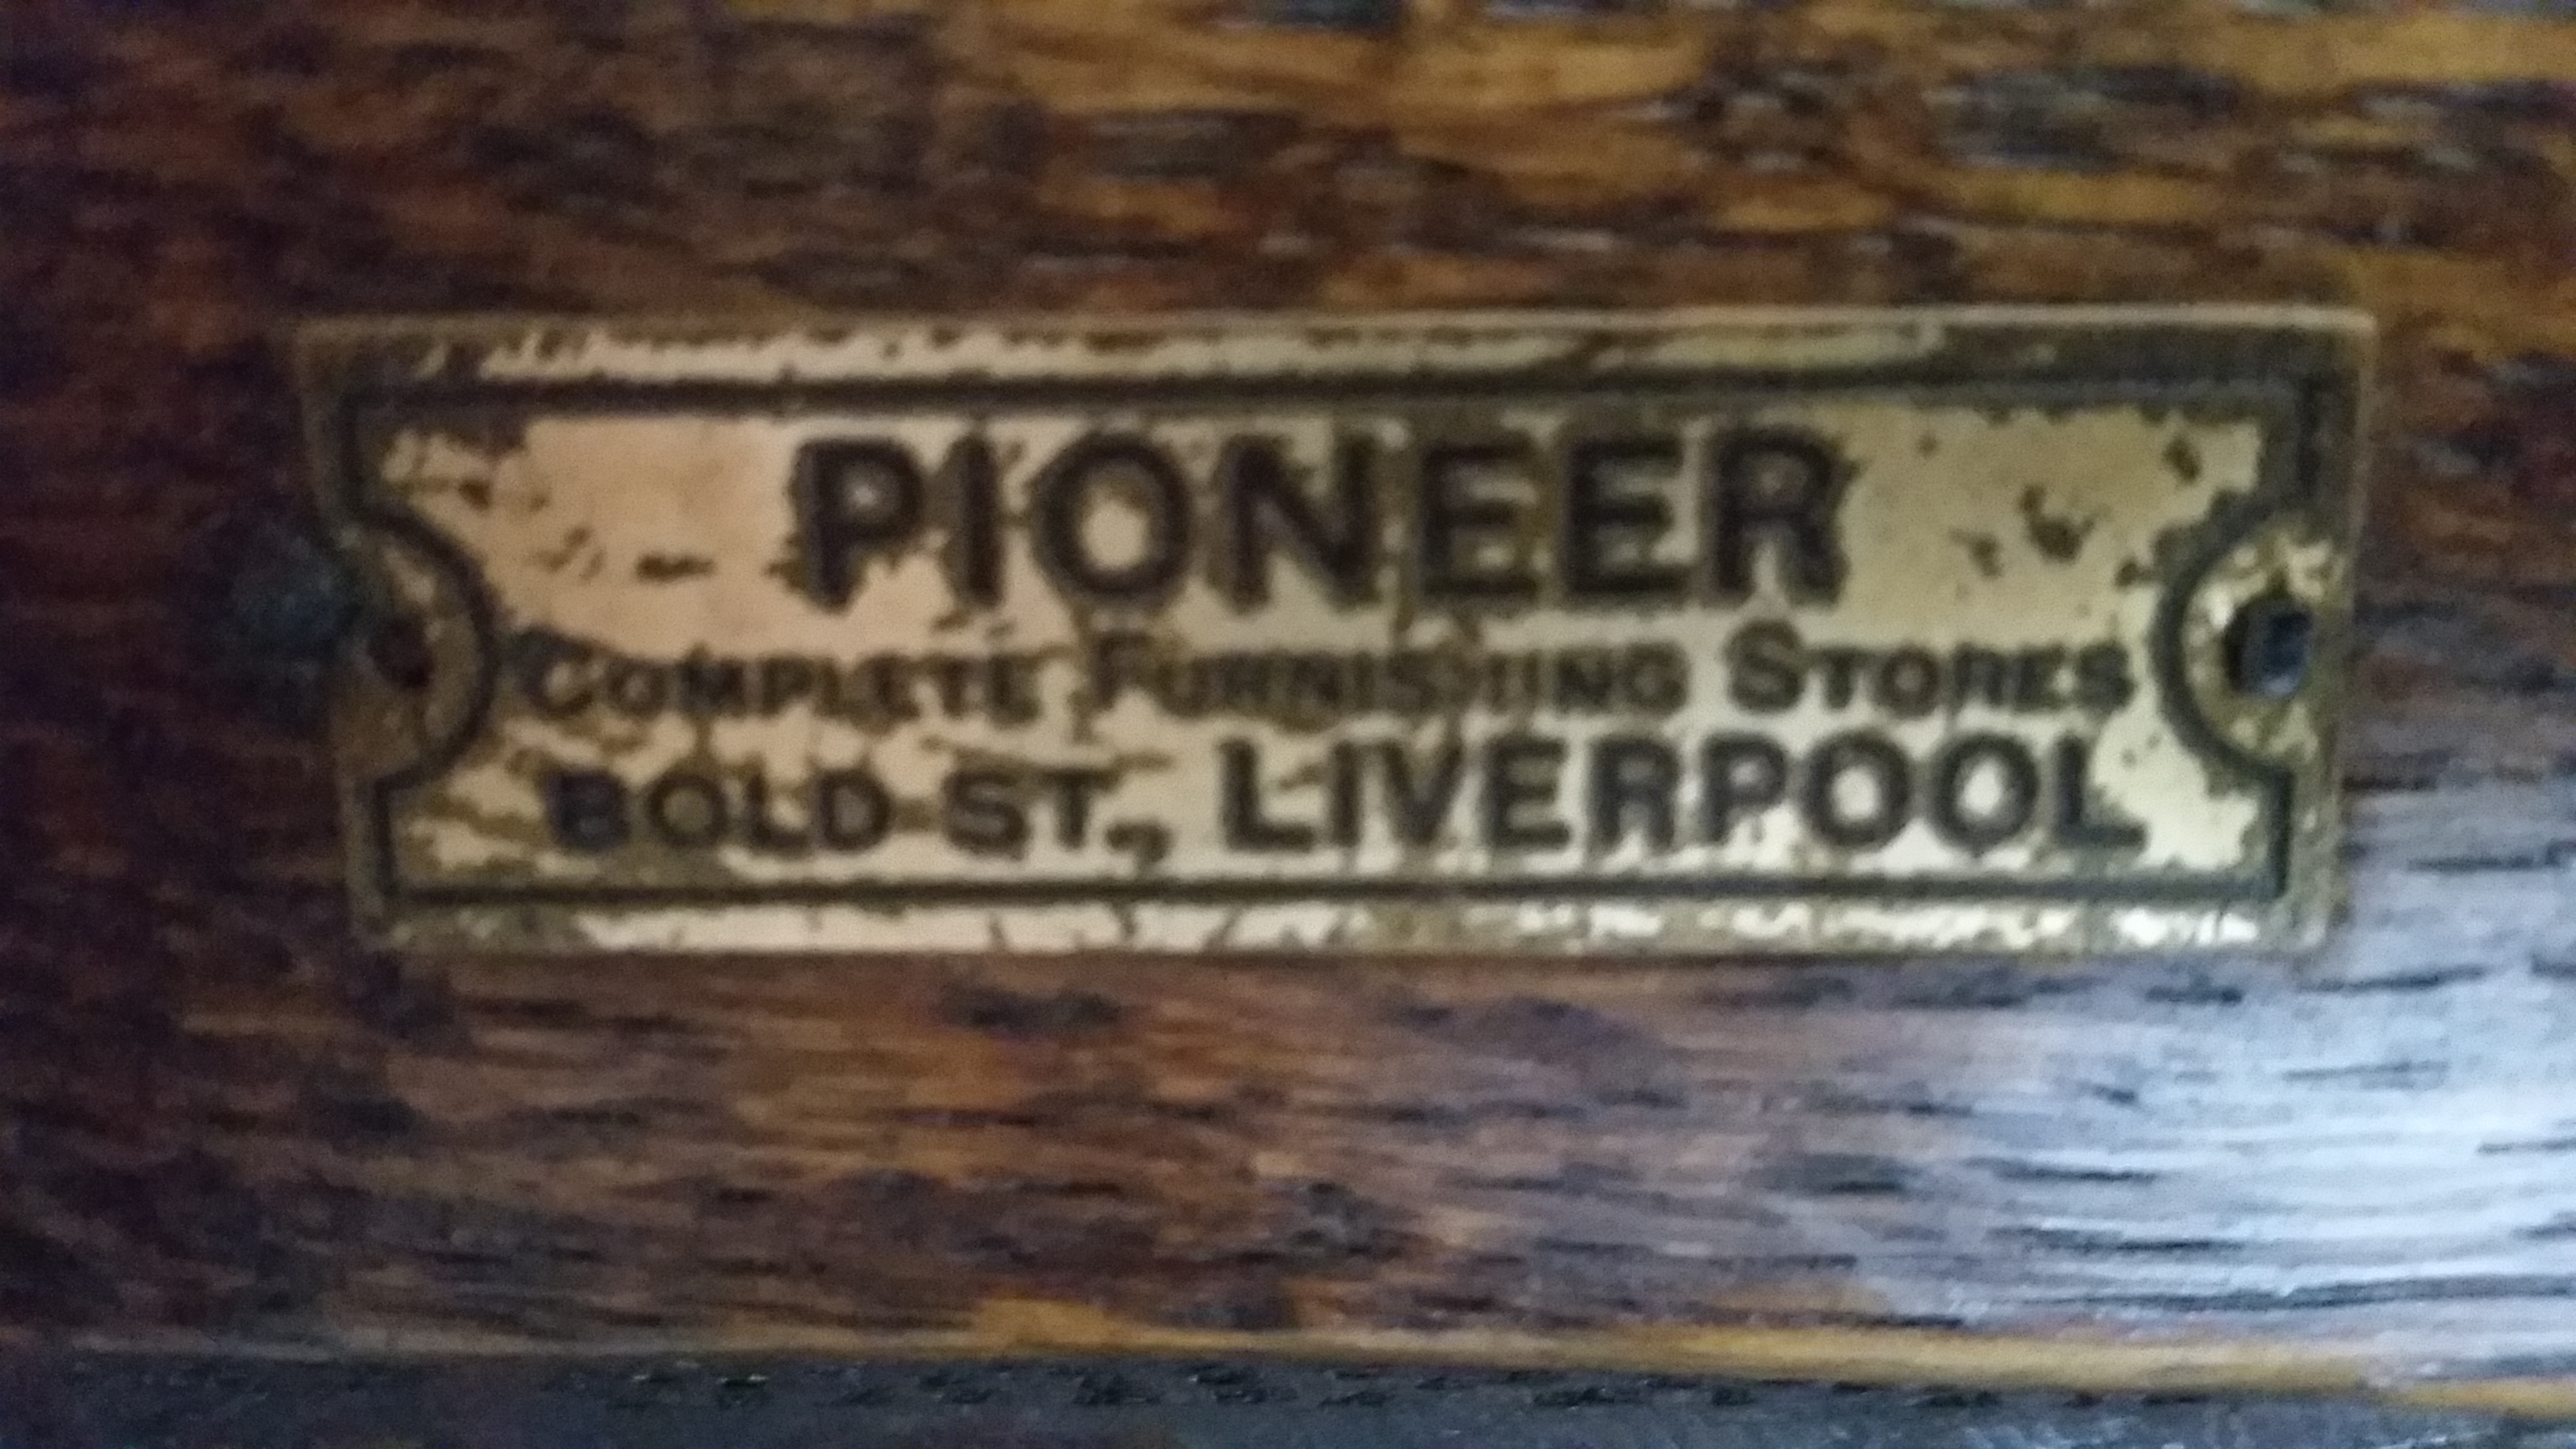 PIONEER
COMPLETE FURNISHING STORES
BOLD ST., LIVERPOOL